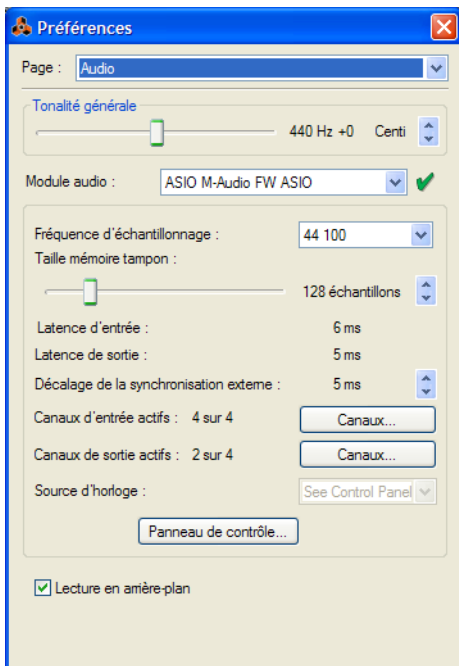 Préférences
Page : Audio
Tonalité générale
440 Hz +0 Centi
Module audio : ASIO M-Audio FW ASIO
Fréquence d'échantillonnage : 44 100
Taille mémoire tampon :
128 échantillons
Latence d'entrée : 6 ms
Latence de sortie : 5 ms
Décalage de la synchronisation externe : 5 ms
Canaux d'entrée actifs : 4 sur 4 Canaux...
Canaux de sortie actifs : 2 sur 4 Canaux...
Source d'horloge : See Control Panel
Panneau de contrôle...
Lecture en arrière-plan